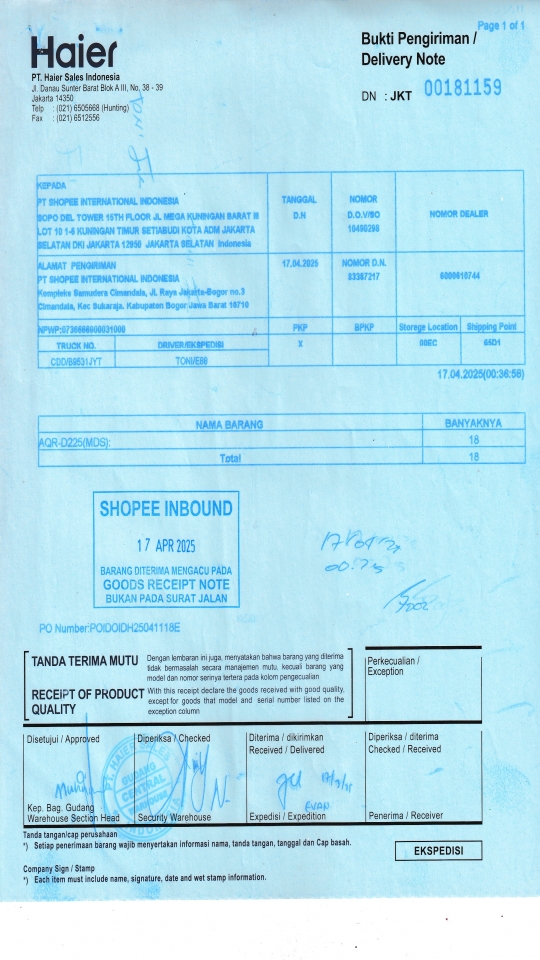 Page 1 of 1
Haier
Bukti Pengiriman /
Delivery Note
PT. Haier Sales Indonesia
Jl. Danau Sunter Barat Blok A III, No. 38 - 39
Jakarta 14350
Telp : (021) 6505668 (Hunting)
Fax : (021) 6512556
DN : JKT 00181159
KEPADA
PT SHOPEE INTERNATIONAL INDONESIA
SOPO DEL TOWER 15TH FLOOR JL MEGA KUNINGAN BARAT III
LOT 10 1-6 KUNINGAN TIMUR SETIABUDI KOTA ADM JAKARTA
SELATAN DKI JAKARTA 12950 JAKARTA SELATAN Indonesia
TANGGAL
D.N
NOMOR
D.O.V/SO
10490298
NOMOR DEALER
ALAMAT PENGIRIMAN
PT SHOPEE INTERNATIONAL INDONESIA
Kompleks Samudera Cimandala, Jl. Raya Jakarta-Bogor no.3
Cimandala, Kec Sukaraja. Kabupaten Bogor Jawa Barat 16710
17.04.2025
NOMOR D.N.
83387217
6000010744
NPWP:0736666900031000
PKP
BPKP
Storege Location
Shipping Point
TRUCK NO.
DRIVER/EKSPEDISI
X
00EC
65D1
CDD/B9531JYT
TONI/EBB
17.04.2025(00:36:56)
NAMA BARANG
BANYAKNYA
AQR-D225(MDS):
18
Total
18
SHOPEE INBOUND
17 APR 2025
BARANG DITERIMA MENGACU PADA
GOODS RECEIPT NOTE
BUKAN PADA SURAT JALAN
PO Number:POIDOIDH25041118E
TANDA TERIMA MUTU
Dengan lembaran ini juga, menyatakan bahwa barang yang diterima
tidak bermasalah secara manajemen mutu. kecuali barang yang
model dan nomor serinya tertera pada kolom pengecualian
RECEIPT OF PRODUCT
QUALITY
With this receipt declare the goods received with good quality,
except for goods that model and serial number listed on the
exception column
Perkecualian /
Exception
Disetujui / Approved
Diperiksa / Checked
Diterima / dikirimkan
Received / Delivered
Diperiksa / diterima
Checked / Received
GUDANG
CENTRAL
EVAN
Kep. Bag. Gudang
Warehouse Section Head
Security Warehouse
Expedisi / Expedition
Penerima / Receiver
Tanda tangan/cap perusahaan
*) Setiap penerimaan barang wajib menyertakan informasi nama, tanda tangan, tanggal dan Cap basah.
EKSPEDISI
Company Sign / Stamp
*) Each item must include name, signature, date and wet stamp information.